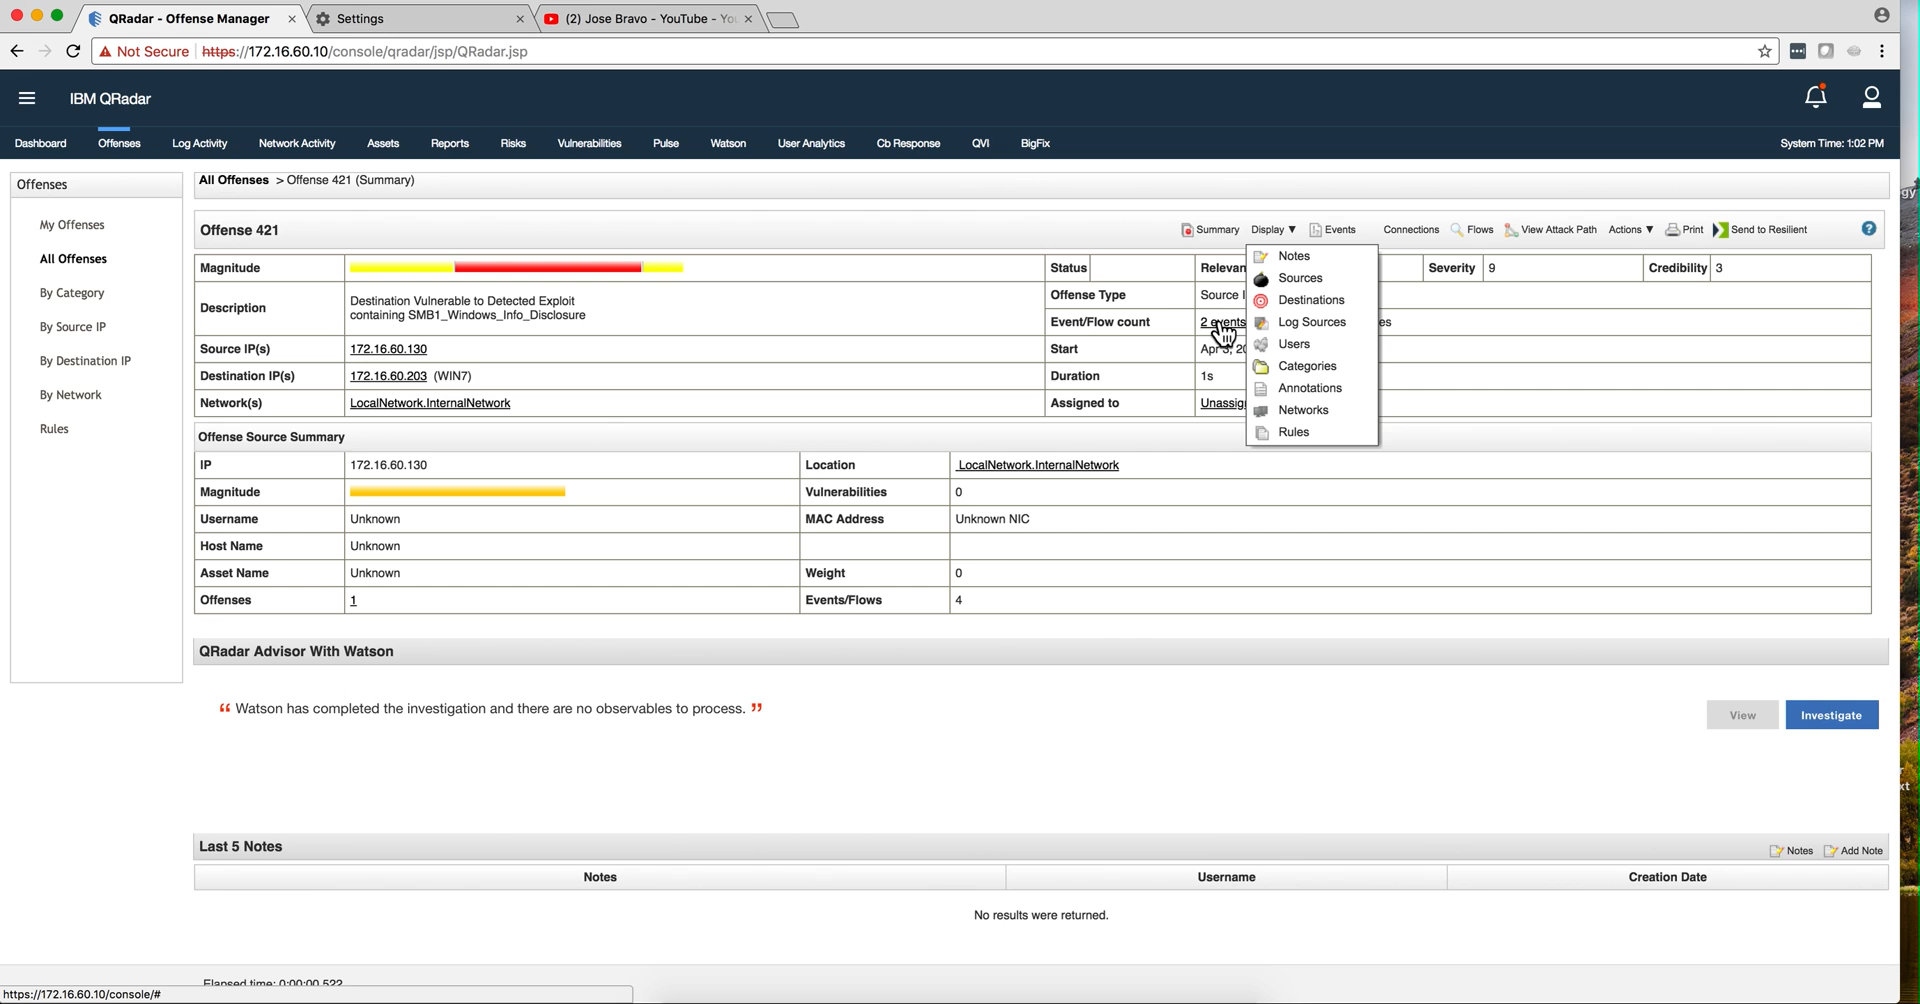 QRadar - Offense Manager
Settings
(2) Jose Bravo - YouTube - You
Not Secure https://172.16.60.10/console/qradar/jsp/QRadar.jsp
IBM QRadar
Dashboard Offenses Log Activity Network Activity Assets Reports Risks Vulnerabilities Pulse Watson User Analytics Cb Response QVI BigFix System Time: 1:02 PM
Offenses
My Offenses
All Offenses
By Category
By Source IP
By Destination IP
By Network
Rules
All Offenses > Offense 421 (Summary)
Offense 421
Summary Display ▼ Events Connections Flows View Attack Path Actions ▼ Print Send to Resilient ?
Notes
Sources
Destinations
Log Sources
Users
Categories
Annotations
Networks
Rules
Magnitude Status Relevan Severity 9 Credibility 3
Description
Destination Vulnerable to Detected Exploit
containing SMB1_Windows_Info_Disclosure
Offense Type Source I
Event/Flow count 2 events es
Source IP(s) 172.16.60.130 Start Apr 3, 20
Destination IP(s) 172.16.60.203 (WIN7) Duration 1s
Network(s) LocalNetwork.InternalNetwork Assigned to Unassig
Offense Source Summary
IP 172.16.60.130 Location LocalNetwork.InternalNetwork
Magnitude Vulnerabilities 0
Username Unknown MAC Address Unknown NIC
Host Name Unknown
Asset Name Unknown Weight 0
Offenses 1 Events/Flows 4
QRadar Advisor With Watson
“ Watson has completed the investigation and there are no observables to process. ”
View Investigate
Last 5 Notes Notes Add Note
Notes Username Creation Date
No results were returned.
Elapsed time: 0:00:00.522
https://172.16.60.10/console/#
gy
xt